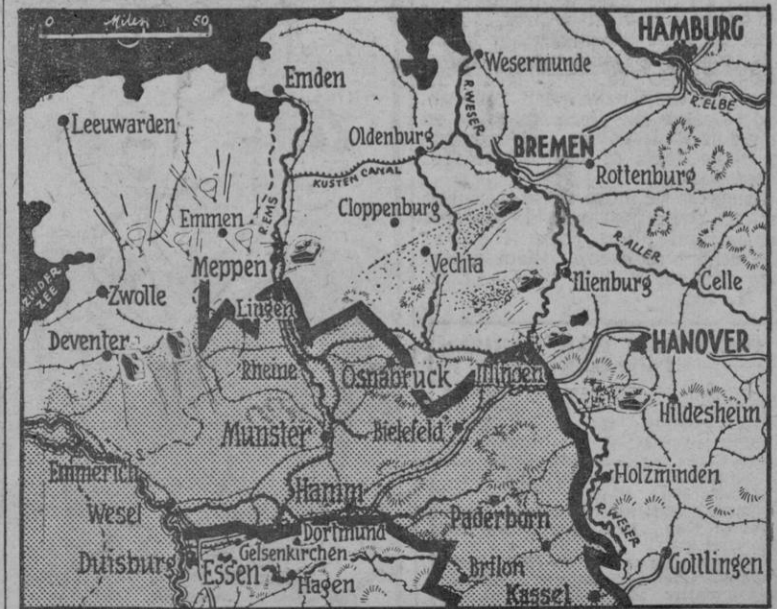 0 Miles 50
HAMBURG
Wesermunde
Emden
R. WESER
R. ELBE
Leeuwarden
Oldenburg
BREMEN
Rottenburg
KUSTEN CANAL
R EMS
Emmen
Cloppenburg
R. ALLER
Meppen
Vechta
Nienburg
Celle
ZUIDER
ZEE
Zwolle
Lingen
Deventer
HANOVER
Rheine
Osnabruck
Minden
Hildesheim
Munster
Bielefeld
Emmerich
Holzminden
Hamm
Wesel
Paderborn
R. WESER
Dortmund
Gelsenkirchen
Duisburg
Essen
Brilon
Gottlingen
Hagen
Kassel